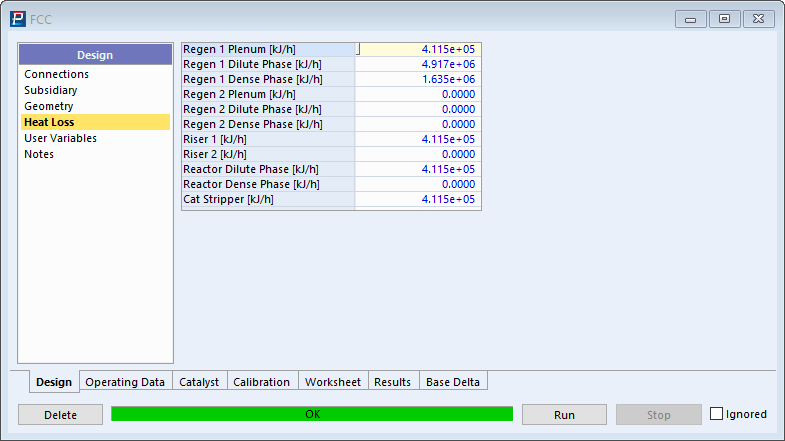 FCC
Design
Connections
Subsidiary
Geometry
Heat Loss
User Variables
Notes
Regen 1 Plenum [kJ/h] 4.115e+05
Regen 1 Dilute Phase [kJ/h] 4.917e+06
Regen 1 Dense Phase [kJ/h] 1.635e+06
Regen 2 Plenum [kJ/h] 0.0000
Regen 2 Dilute Phase [kJ/h] 0.0000
Regen 2 Dense Phase [kJ/h] 0.0000
Riser 1 [kJ/h] 4.115e+05
Riser 2 [kJ/h] 0.0000
Reactor Dilute Phase [kJ/h] 4.115e+05
Reactor Dense Phase [kJ/h] 0.0000
Cat Stripper [kJ/h] 4.115e+05
Design Operating Data Catalyst Calibration Worksheet Results Base Delta
Delete OK Run Stop Ignored